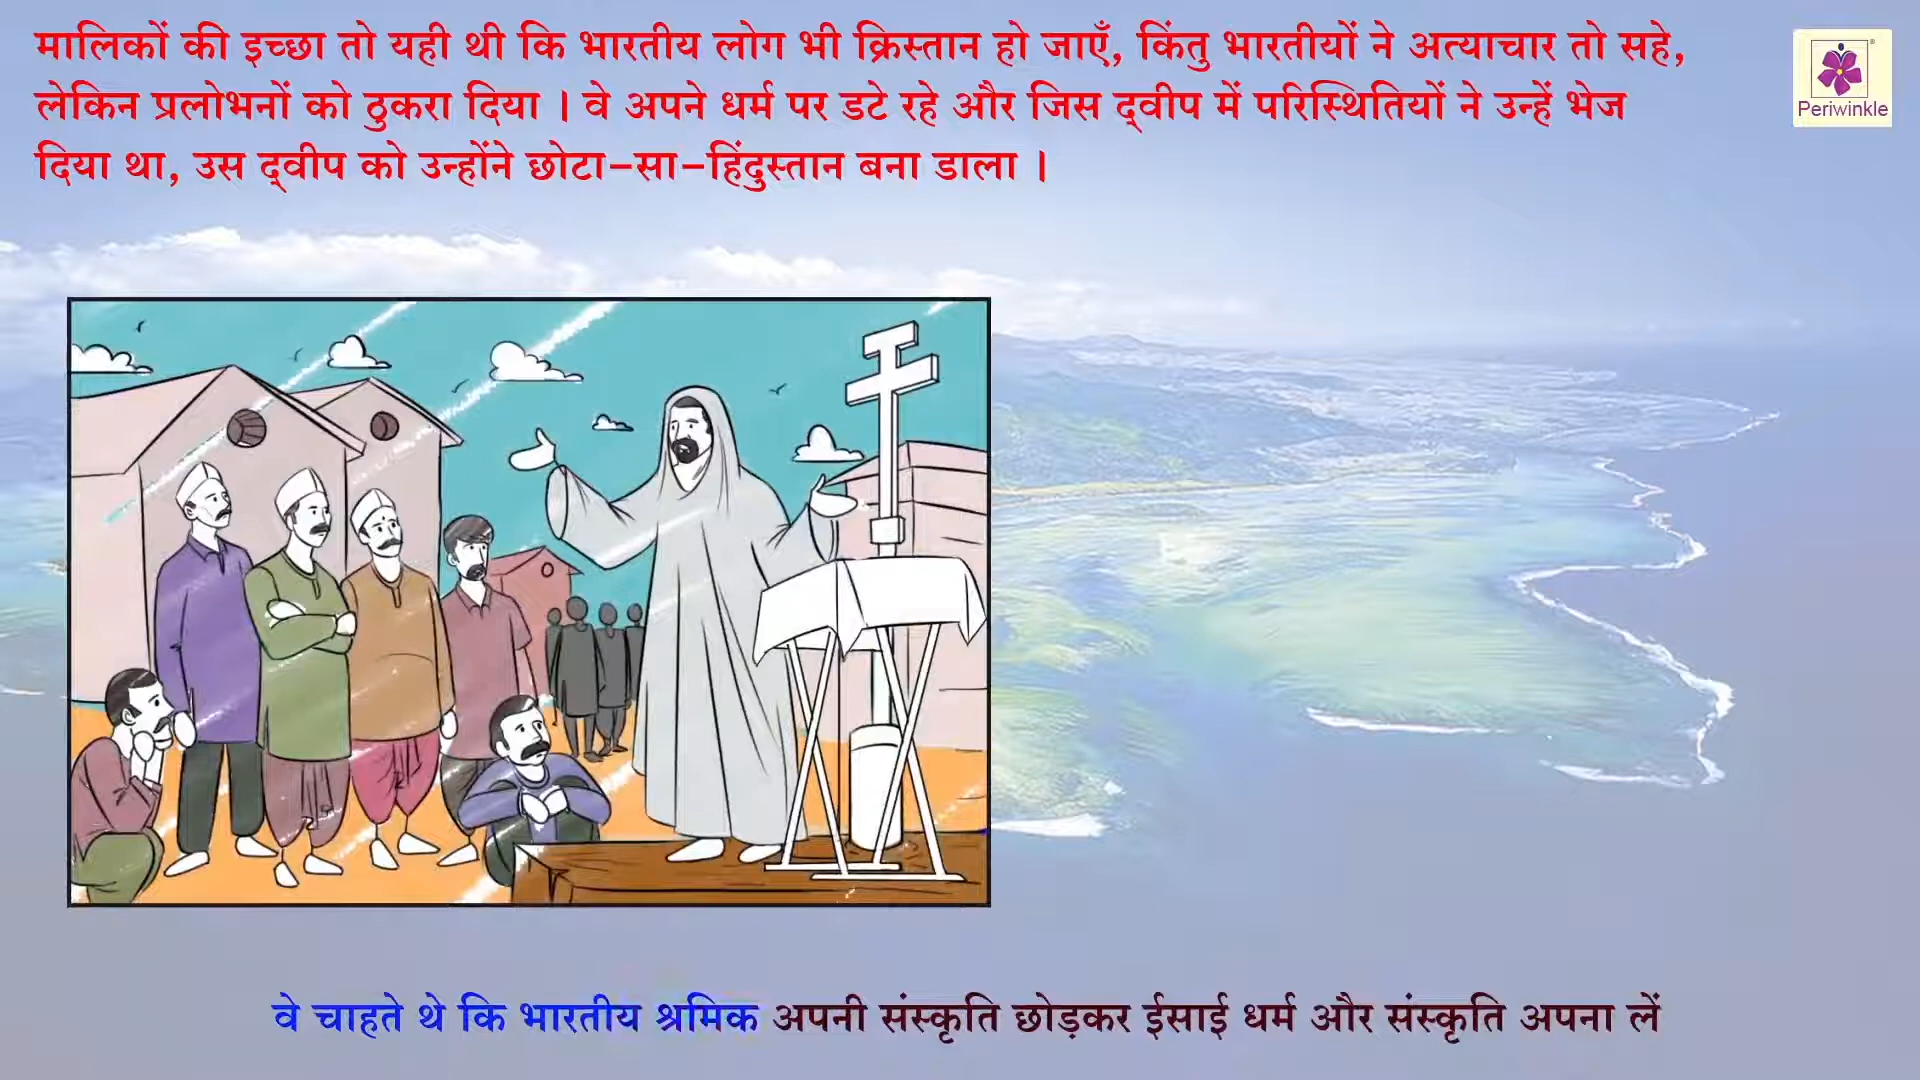 मालिकों की इच्छा तो यही थी कि भारतीय लोग भी क्रिस्तान हो जाएँ, किंतु भारतीयों ने अत्याचार तो सहे,
लेकिन प्रलोभनों को ठुकरा दिया । वे अपने धर्म पर डटे रहे और जिस द्‌वीप में परिस्थितियों ने उन्हें भेज
दिया था, उस द्‌वीप को उन्होंने छोटा-सा-हिंदुस्तान बना डाला ।
Periwinkle
वे चाहते थे कि भारतीय श्रमिक अपनी संस्कृति छोड़कर ईसाई धर्म और संस्कृति अपना लें